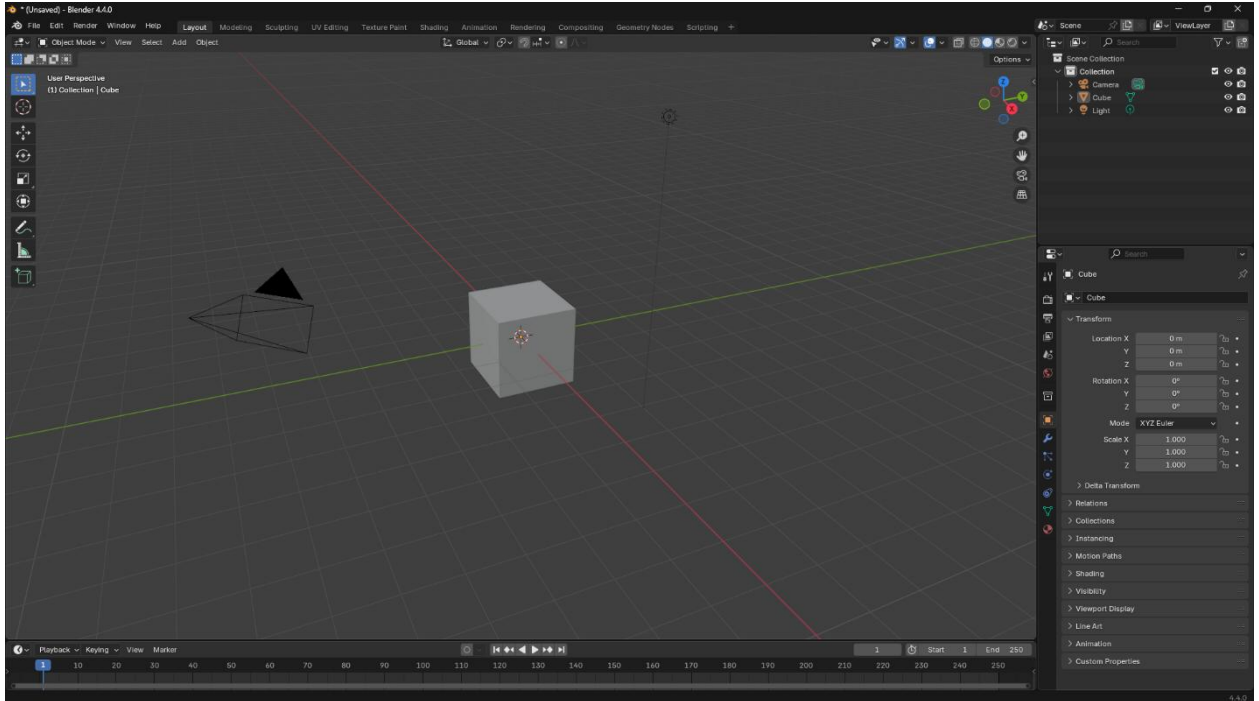 * (Unsaved) - Blender 4.4.0
File Edit Render Window Help Layout Modeling Sculpting UV Editing Texture Paint Shading Animation Rendering Compositing Geometry Nodes Scripting + Scene ViewLayer
Object Mode View Select Add Object Global Search
Options
User Perspective
(1) Collection | Cube
Z
Y
X
Scene Collection
Collection
Camera
Cube
Light
Search
Cube
Cube
Transform
Location X 0 m
Y 0 m
Z 0 m
Rotation X 0°
Y 0°
Z 0°
Mode XYZ Euler
Scale X 1.000
Y 1.000
Z 1.000
Delta Transform
Relations
Collections
Instancing
Motion Paths
Shading
Visibility
Viewport Display
Line Art
Animation
Custom Properties
Playback Keying View Marker 1 Start 1 End 250
1 10 20 30 40 50 60 70 80 90 100 110 120 130 140 150 160 170 180 190 200 210 220 230 240 250
4.4.0